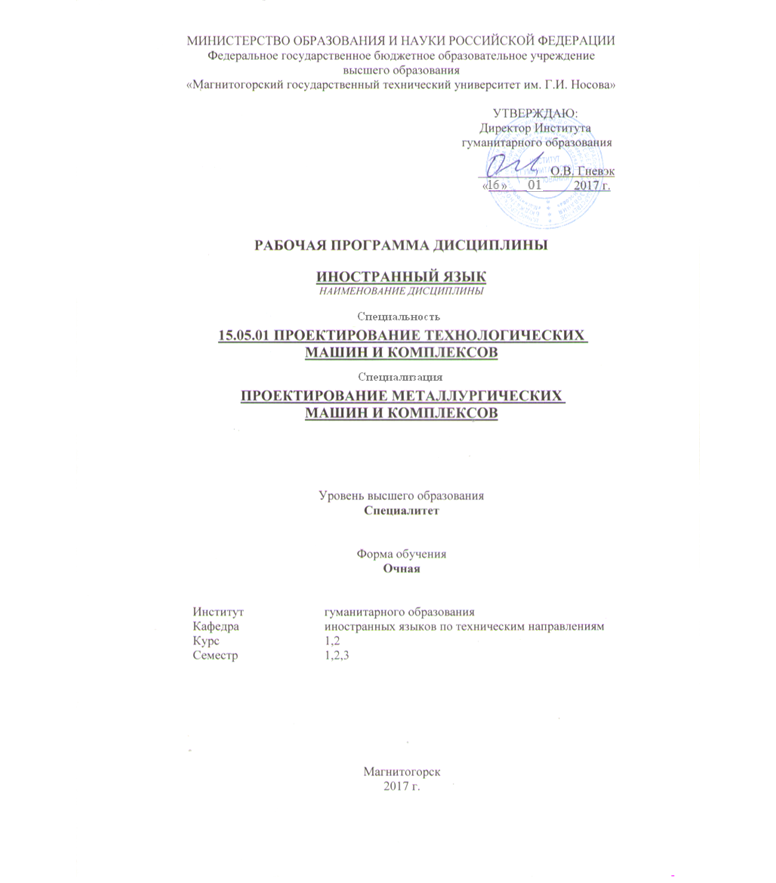 МИНИСТЕРСТВО ОБРАЗОВАНИЯ И НАУКИ РОССИЙСКОЙ ФЕДЕРАЦИИ
Федеральное государственное бюджетное образовательное учреждение
высшего образования
«Магнитогорский государственный технический университет им. Г.И. Носова»
УТВЕРЖДАЮ:
Директор Института
гуманитарного образования
О.В. Гневэк
«16» 01 2017 г.
РАБОЧАЯ ПРОГРАММА ДИСЦИПЛИНЫ
ИНОСТРАННЫЙ ЯЗЫК
НАИМЕНОВАНИЕ ДИСЦИПЛИНЫ
Специальность
15.05.01 ПРОЕКТИРОВАНИЕ ТЕХНОЛОГИЧЕСКИХ
МАШИН И КОМПЛЕКСОВ
Специализация
ПРОЕКТИРОВАНИЕ МЕТАЛЛУРГИЧЕСКИХ
МАШИН И КОМПЛЕКСОВ
Уровень высшего образования
Специалитет
Форма обучения
Очная
Институт гуманитарного образования
Кафедра иностранных языков по техническим направлениям
Курс 1,2
Семестр 1,2,3
Магнитогорск
2017 г.